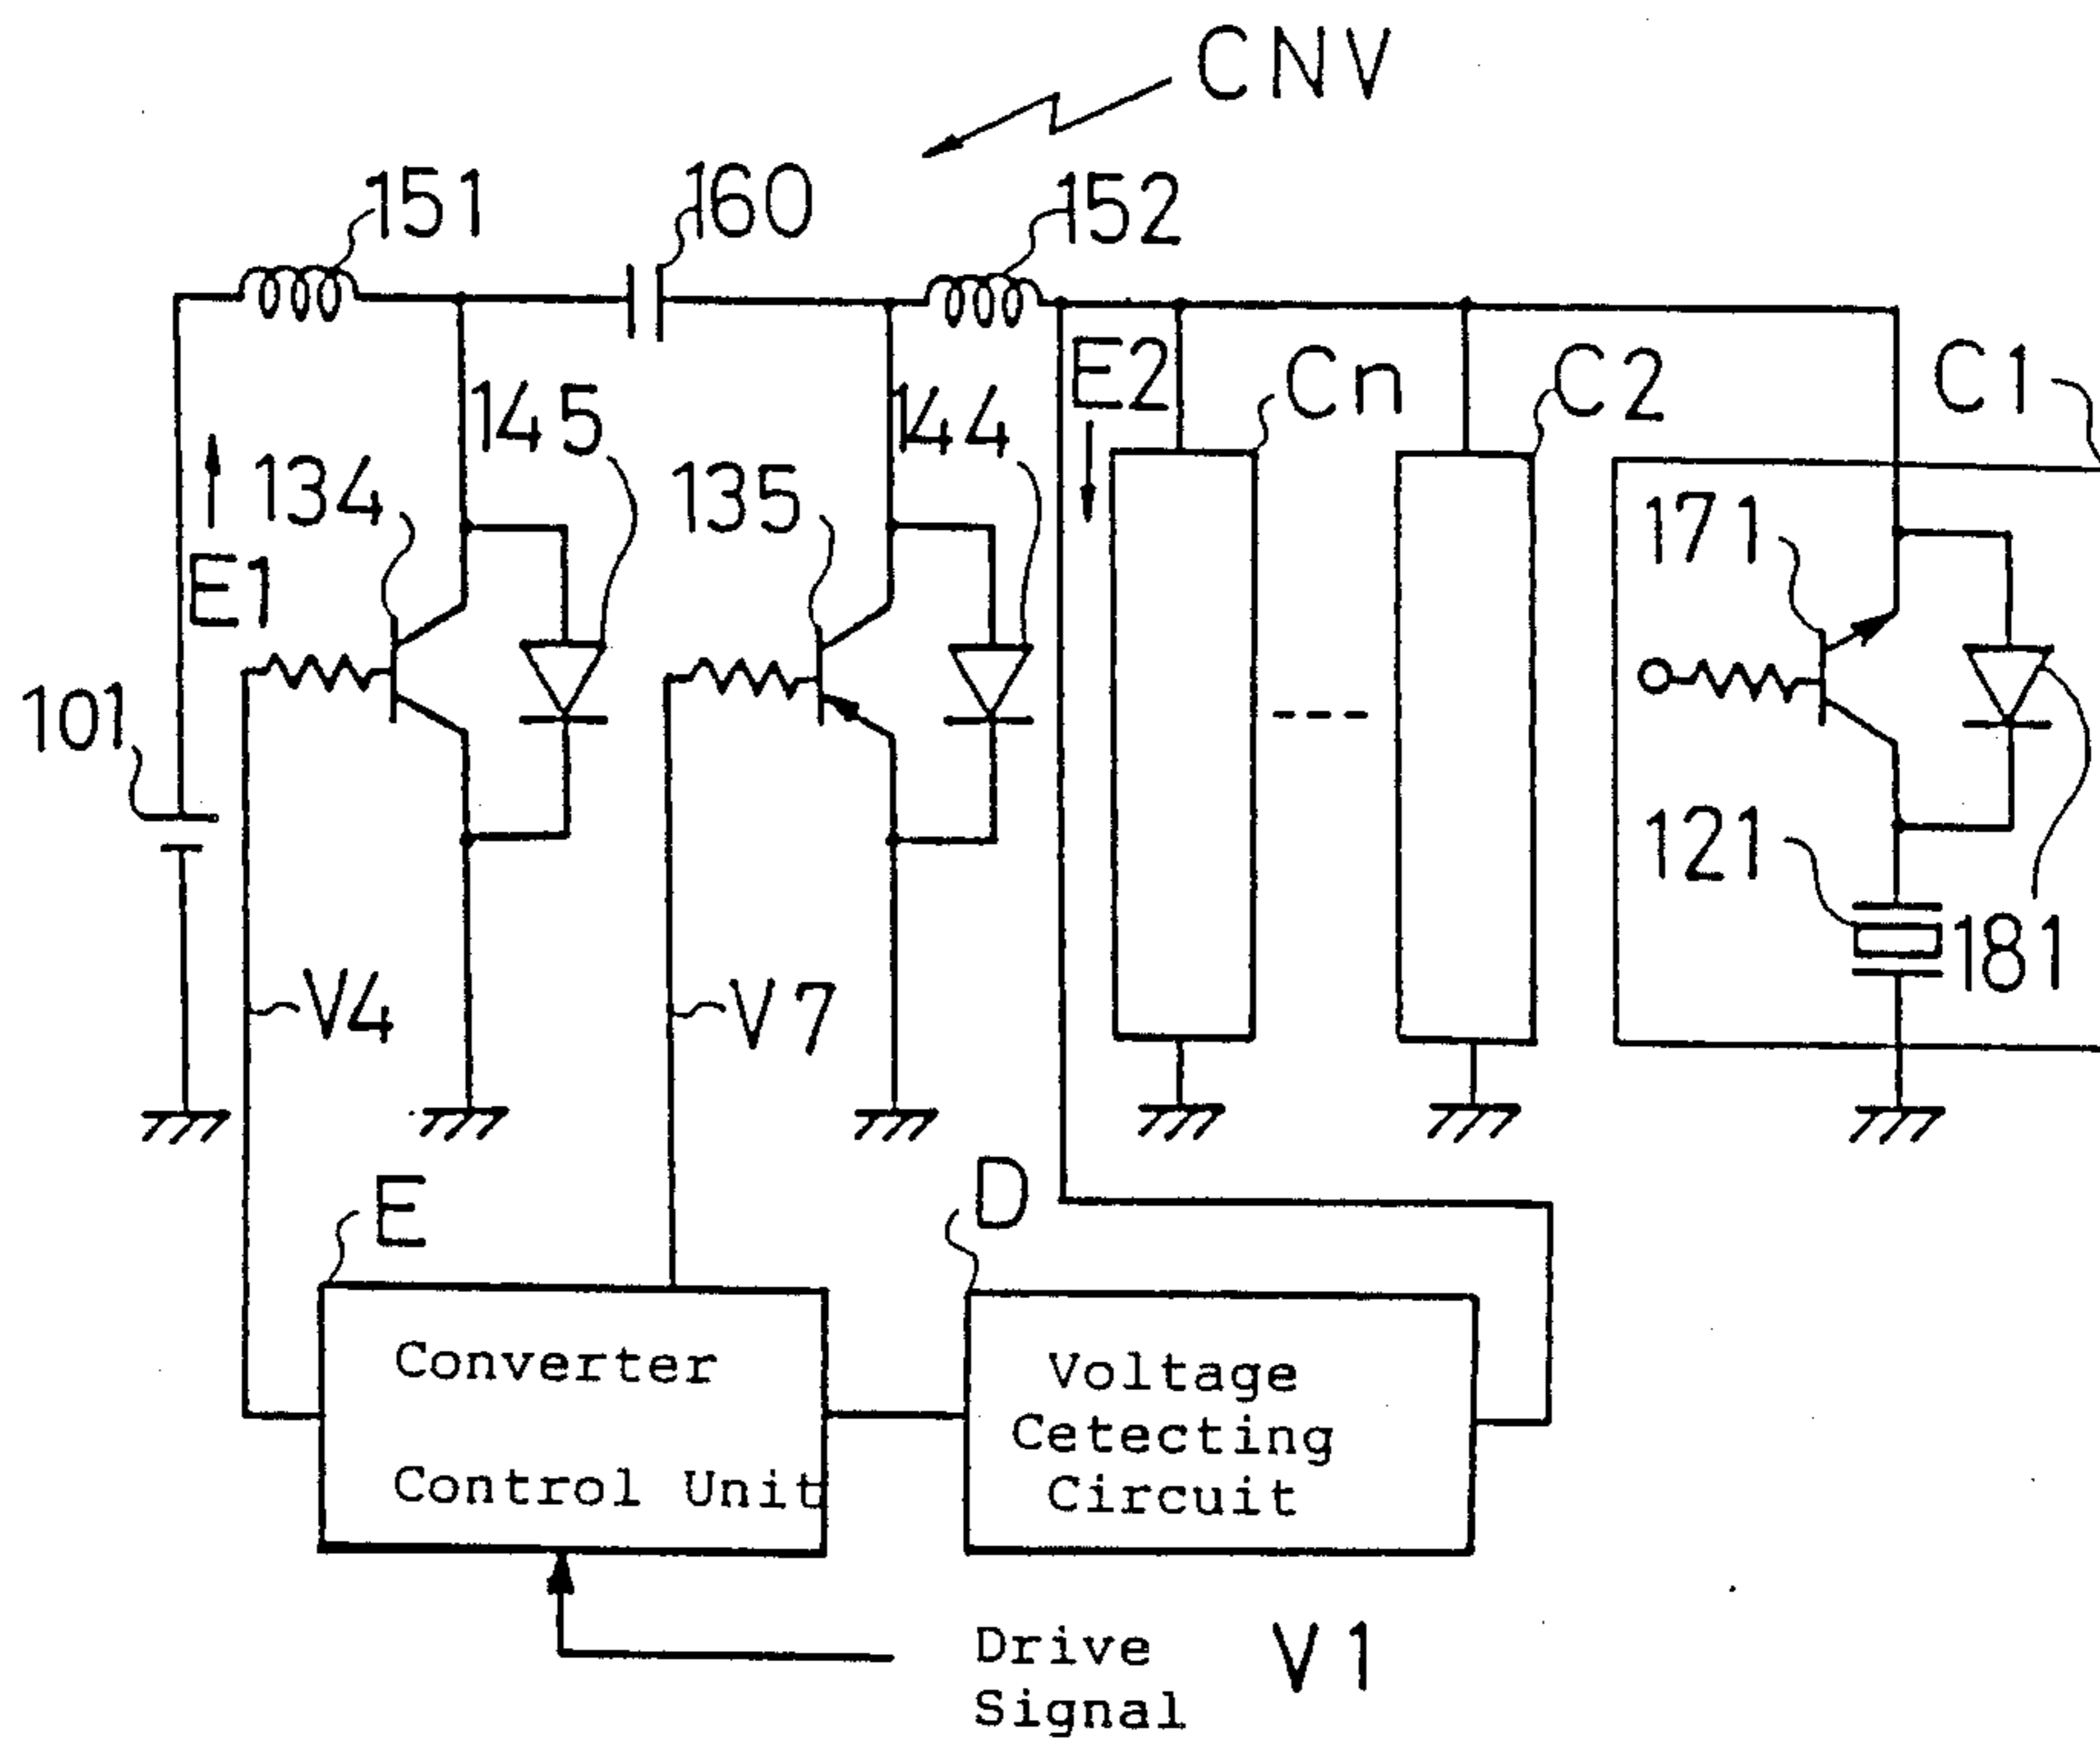 CNV
151
160
152
145
144
E2
Cn
C2
C1
134
135
171
E1
101
121
181
V4
V7
E
D
Converter
Control Unit
Voltage
Cetecting
Circuit
Drive
Signal
V1